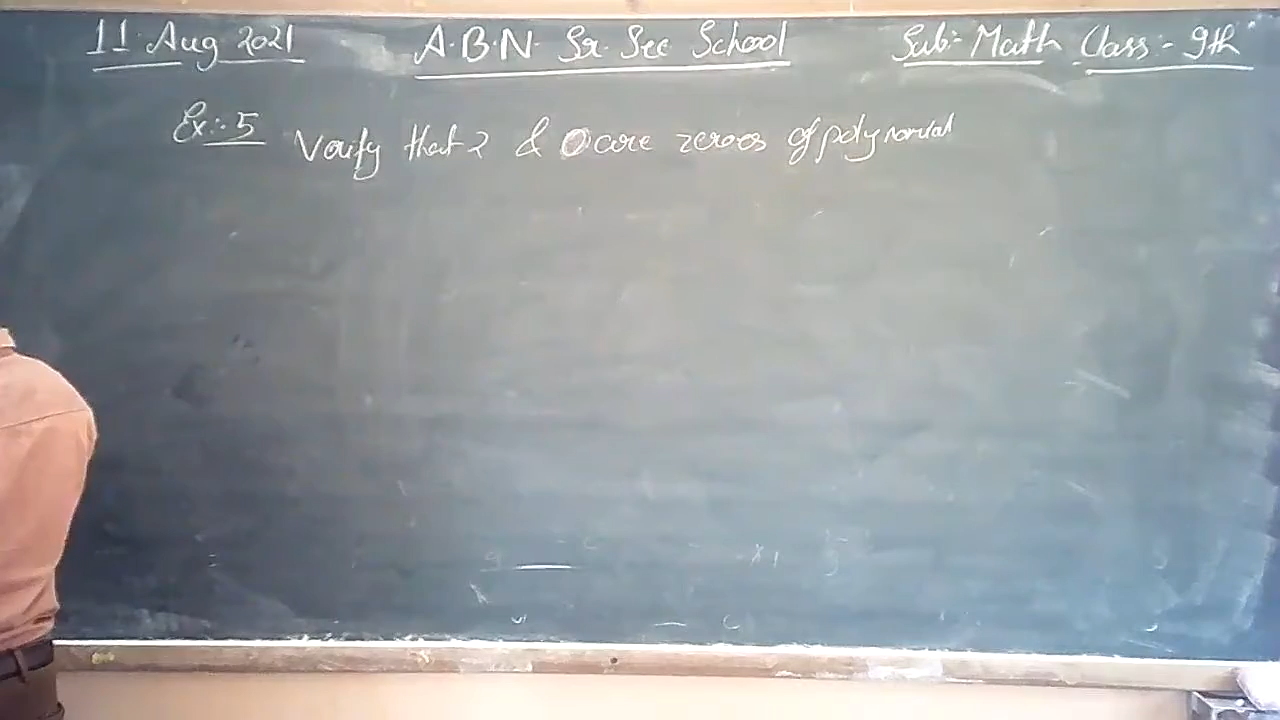 11 Aug 2021 A.B.N. Sr. Sec School Sub:- Math Class:- 9th
Ex:-5 Verify that 2 & 0 are zeroes of polynomial